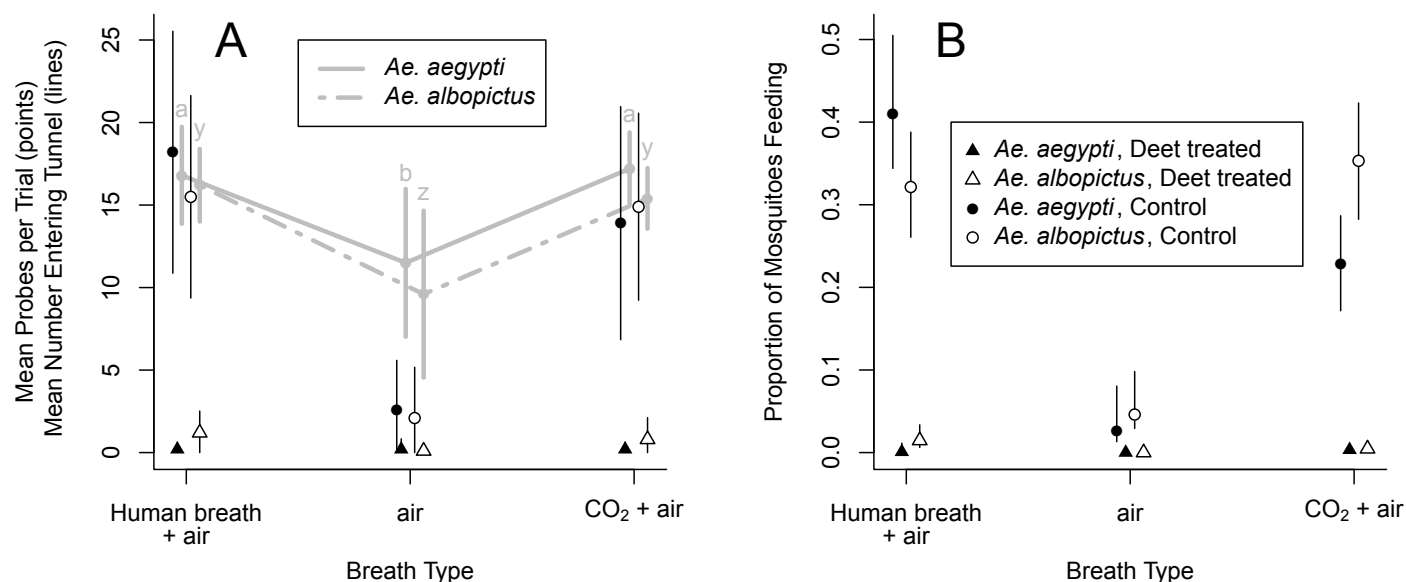 A
Mean Probes per Trial (points)
Mean Number Entering Tunnel (lines)
25
20
15
10
5
0
Ae. aegypti
Ae. albopictus
a
y
b
z
a
y
Human breath
+ air
air
CO₂ + air
Breath Type
B
Proportion of Mosquitoes Feeding
0.5
0.4
0.3
0.2
0.1
0.0
Ae. aegypti, Deet treated
Ae. albopictus, Deet treated
Ae. aegypti, Control
Ae. albopictus, Control
Human breath
+ air
air
CO₂ + air
Breath Type